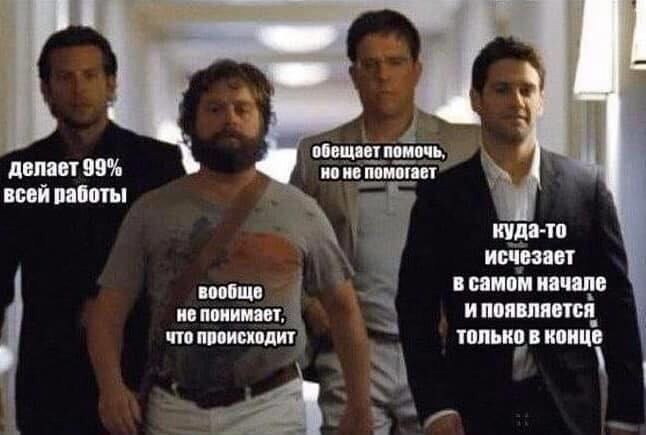 делает 99%
всей работы
вообще
не понимает,
что происходит
обещает помочь,
но не помогает
куда-то
исчезает
в самом начале
и появляется
только в конце